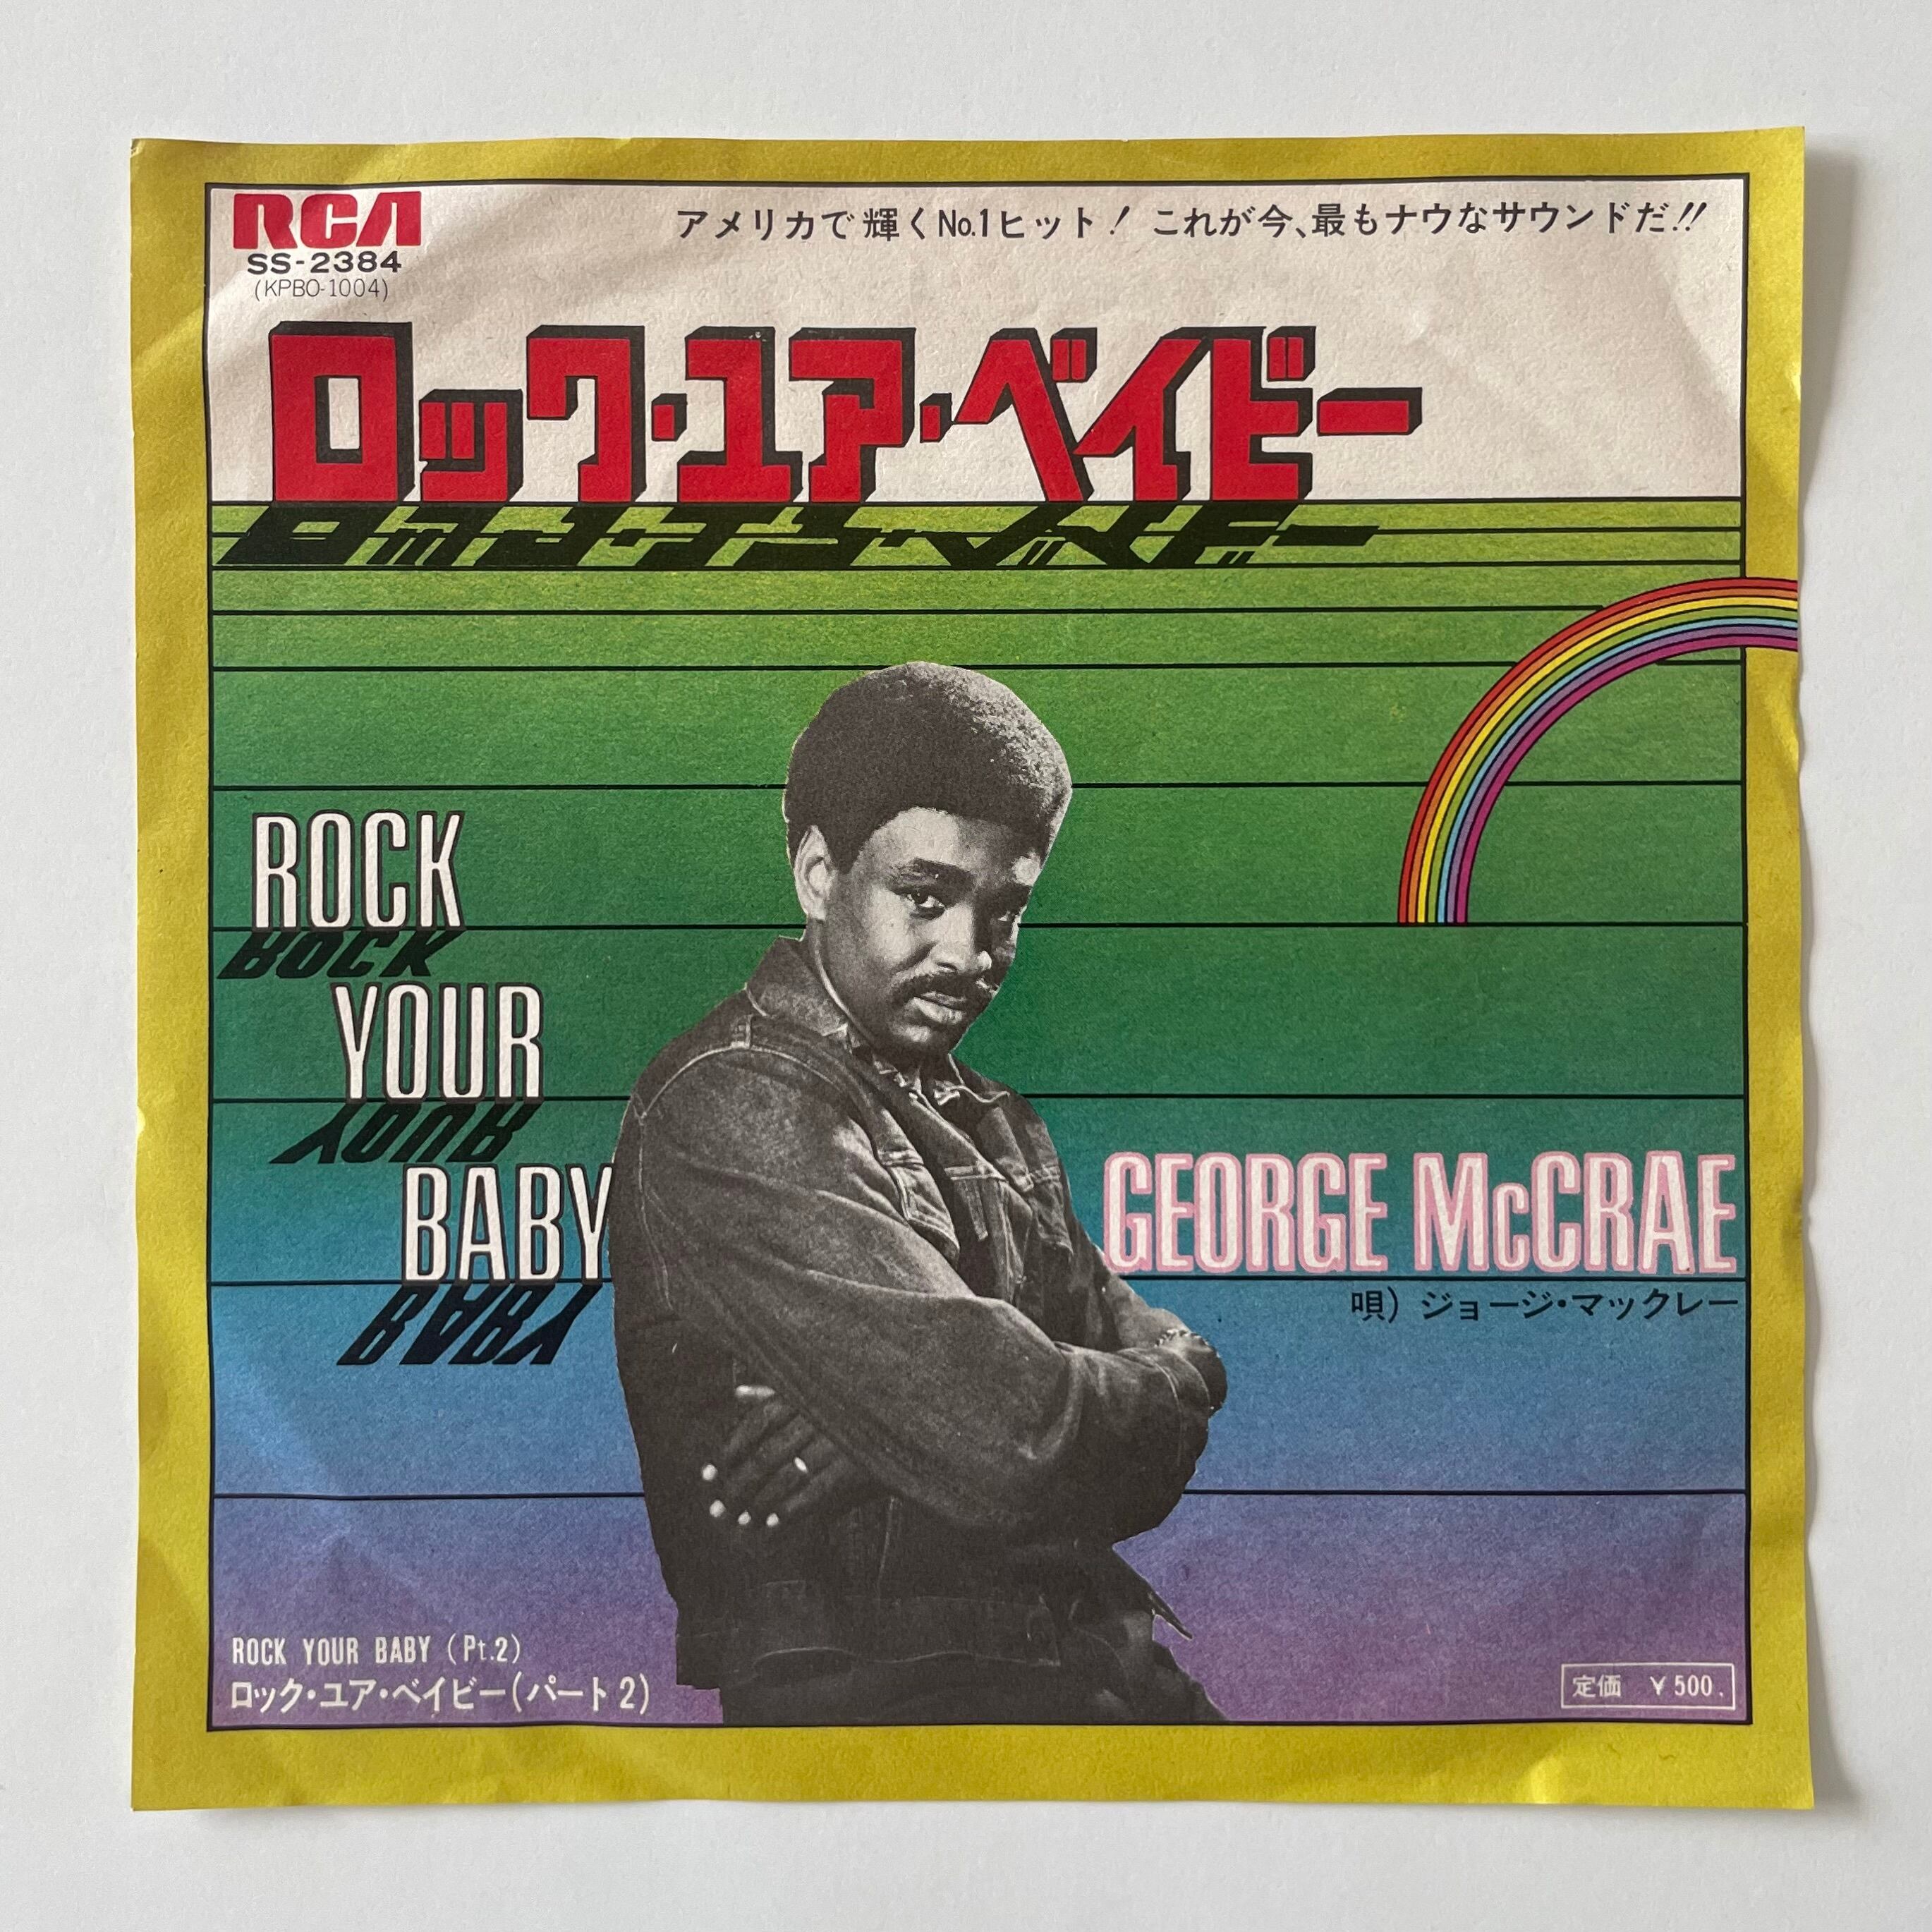 RCA
SS-2384
(KPBO-1004)
アメリカで輝くNo.1ヒット! これが今、最もナウなサウンドだ!!
ロック・ユア・ベイビー
ROCK
YOUR
BABY
GEORGE McCRAE
唄) ジョージ・マックレー
ROCK YOUR BABY (Pt.2)
ロック・ユア・ベイビー(パート2)
定価 ¥500.